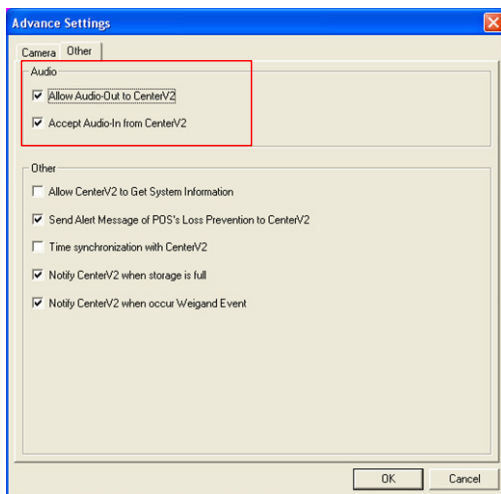 Advance Settings
Camera
Other
Audio
Allow Audio-Out to CenterV2
Accept Audio-In from CenterV2
Other
Allow CenterV2 to Get System Information
Send Alert Message of POS's Loss Prevention to CenterV2
Time synchronization with CenterV2
Notify CenterV2 when storage is full
Notify CenterV2 when occur Weigand Event
OK
Cancel